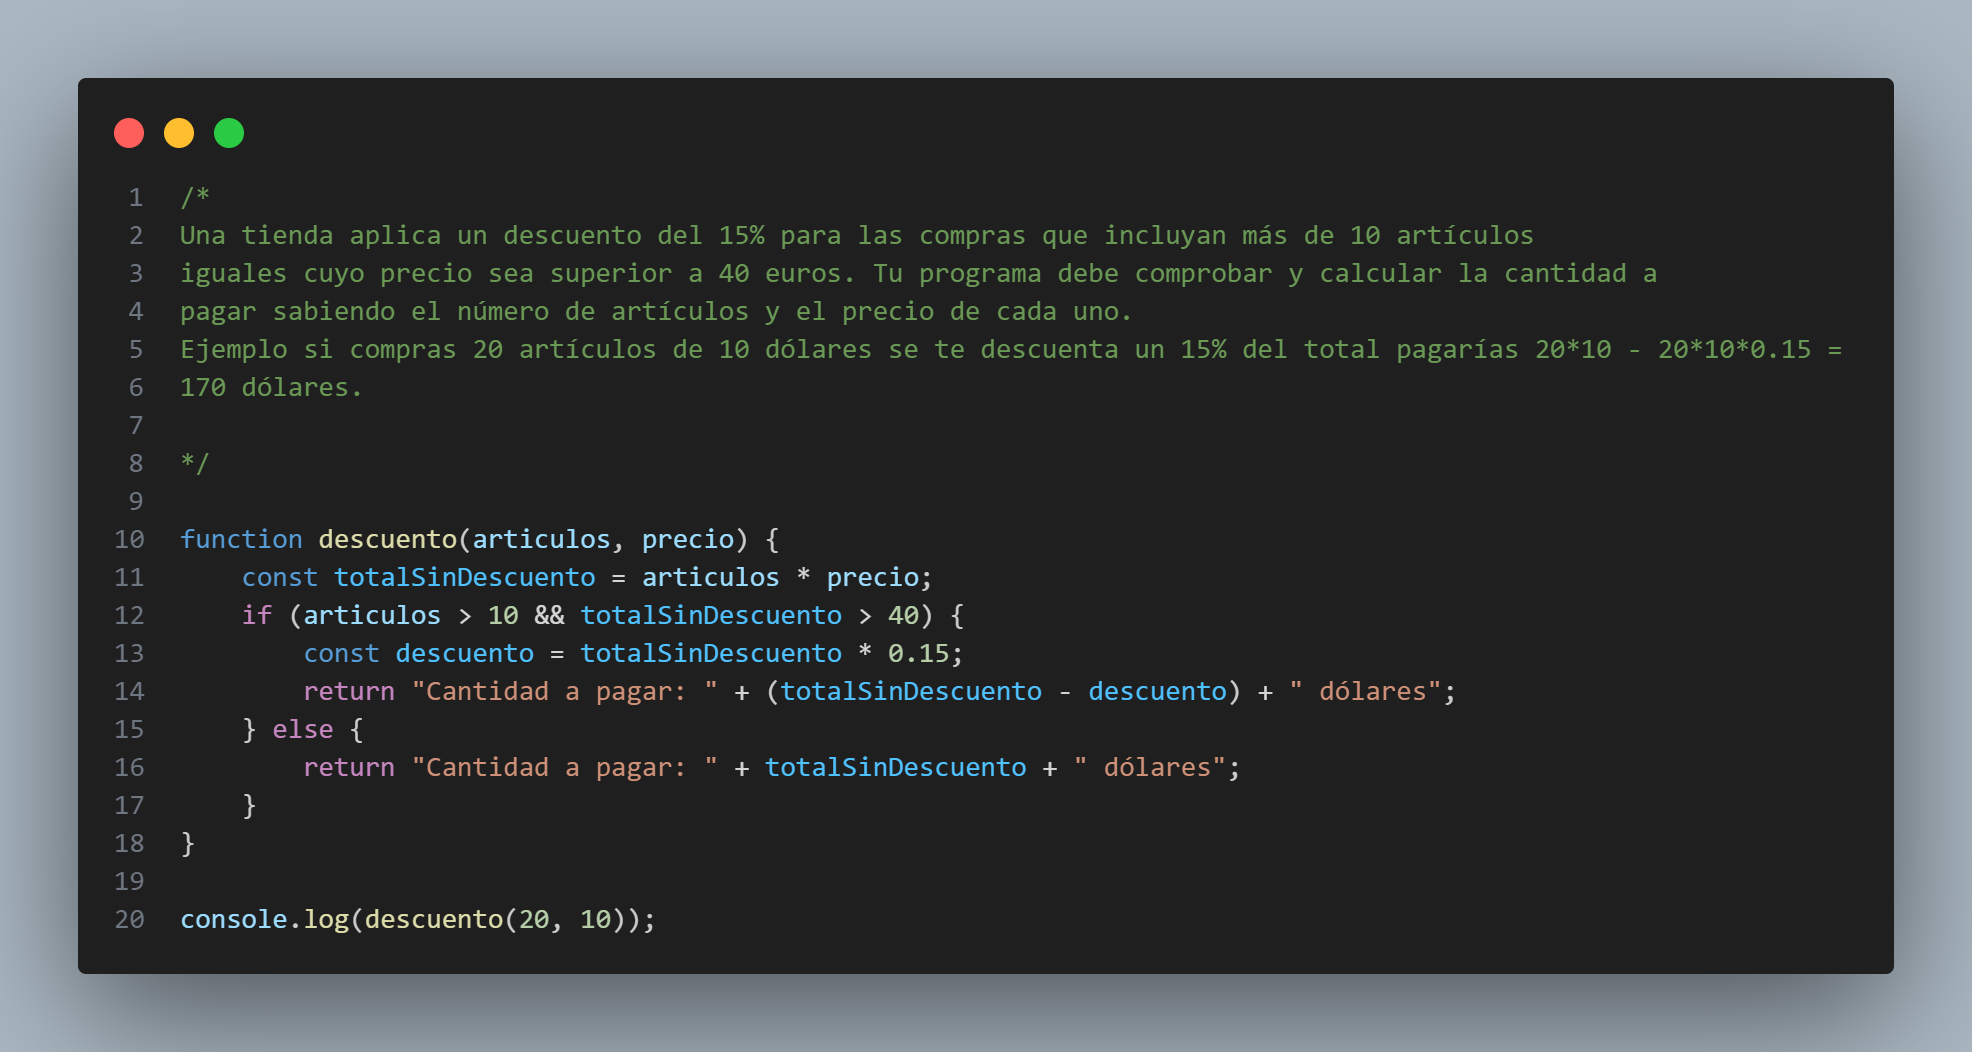 1 /*
2 Una tienda aplica un descuento del 15% para las compras que incluyan más de 10 artículos
3 iguales cuyo precio sea superior a 40 euros. Tu programa debe comprobar y calcular la cantidad a
4 pagar sabiendo el número de artículos y el precio de cada uno.
5 Ejemplo si compras 20 artículos de 10 dólares se te descuenta un 15% del total pagarías 20*10 - 20*10*0.15 =
6 170 dólares.
7
8 */
9
10 function descuento(articulos, precio) {
11     const totalSinDescuento = articulos * precio;
12     if (articulos > 10 && totalSinDescuento > 40) {
13         const descuento = totalSinDescuento * 0.15;
14         return "Cantidad a pagar: " + (totalSinDescuento - descuento) + " dólares";
15     } else {
16         return "Cantidad a pagar: " + totalSinDescuento + " dólares";
17     }
18 }
19
20 console.log(descuento(20, 10));